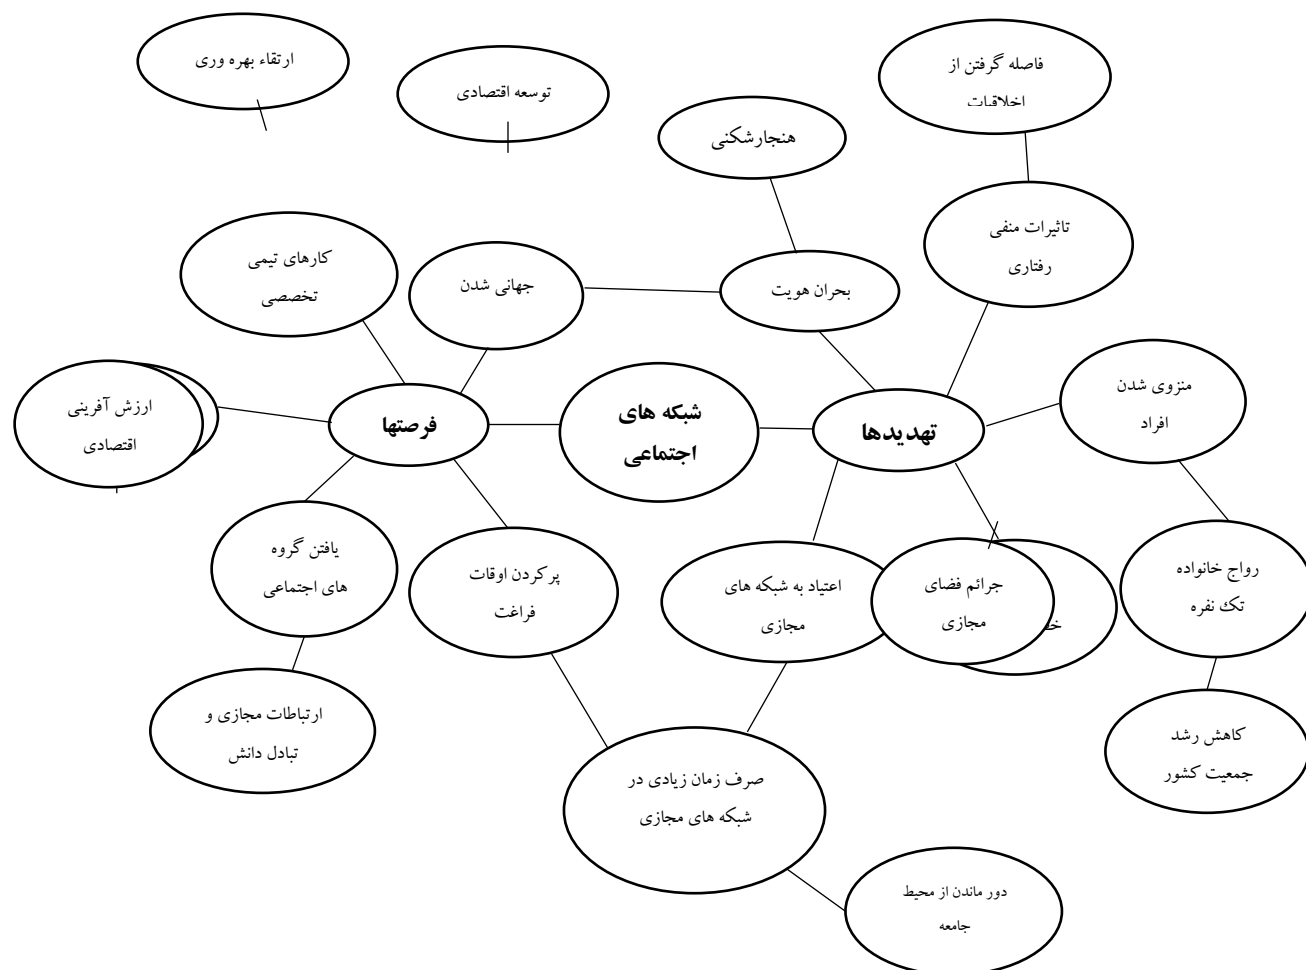 ارتقاء بهره وری
توسعه اقتصادی
فاصله گرفتن از
اخلاقیات
هنجارشکنی
تاثیرات منفی
رفتاری
کارهای تیمی
تخصصی
جهانی شدن
بحران هویت
منزوی شدن
افراد
ارزش آفرینی
اقتصادی
فرصتها
شبکه های
اجتماعی
تهدیدها
یافتن گروه
های اجتماعی
پرکردن اوقات
فراغت
اعتیاد به شبکه های
مجازی
جرائم فضای
مجازی
رواج خانواده
تک نفره
ارتباطات مجازی و
تبادل دانش
صرف زمان زیادی در
شبکه های مجازی
کاهش رشد
جمعیت کشور
دور ماندن از محیط
جامعه